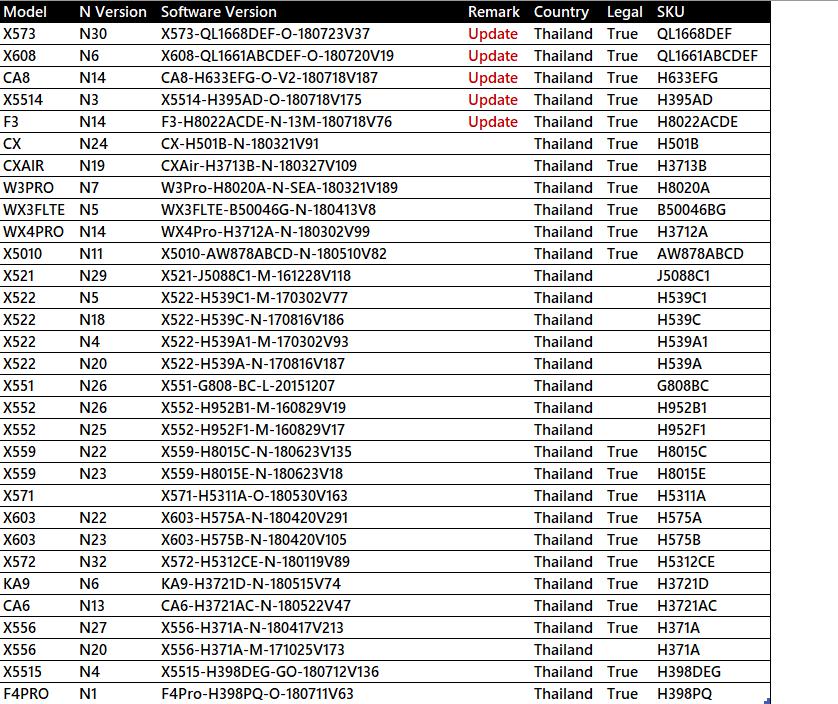 Model N Version Software Version Remark Country Legal SKU
X573 N30 X573-QL1668DEF-O-180723V37 Update Thailand True QL1668DEF
X608 N6 X608-QL1661ABCDEF-O-180720V19 Update Thailand True QL1661ABCDEF
CA8 N14 CA8-H633EFG-O-V2-180718V187 Update Thailand True H633EFG
X5514 N3 X5514-H395AD-O-180718V175 Update Thailand True H395AD
F3 N14 F3-H8022ACDE-N-13M-180718V76 Update Thailand True H8022ACDE
CX N24 CX-H501B-N-180321V91 Thailand True H501B
CXAIR N19 CXAir-H3713B-N-180327V109 Thailand True H3713B
W3PRO N7 W3Pro-H8020A-N-SEA-180321V189 Thailand True H8020A
WX3FLTE N5 WX3FLTE-B50046G-N-180413V8 Thailand True B50046BG
WX4PRO N14 WX4Pro-H3712A-N-180302V99 Thailand True H3712A
X5010 N11 X5010-AW878ABCD-N-180510V82 Thailand True AW878ABCD
X521 N29 X521-J5088C1-M-161228V118 Thailand J5088C1
X522 N5 X522-H539C1-M-170302V77 Thailand H539C1
X522 N18 X522-H539C-N-170816V186 Thailand H539C
X522 N4 X522-H539A1-M-170302V93 Thailand H539A1
X522 N20 X522-H539A-N-170816V187 Thailand H539A
X551 N26 X551-G808-BC-L-20151207 Thailand G808BC
X552 N26 X552-H952B1-M-160829V19 Thailand H952B1
X552 N25 X552-H952F1-M-160829V17 Thailand H952F1
X559 N22 X559-H8015C-N-180623V135 Thailand True H8015C
X559 N23 X559-H8015E-N-180623V18 Thailand True H8015E
X571 X571-H5311A-O-180530V163 Thailand True H5311A
X603 N22 X603-H575A-N-180420V291 Thailand True H575A
X603 N23 X603-H575B-N-180420V105 Thailand True H575B
X572 N32 X572-H5312CE-N-180119V89 Thailand True H5312CE
KA9 N6 KA9-H3721D-N-180515V74 Thailand True H3721D
CA6 N13 CA6-H3721AC-N-180522V47 Thailand True H3721AC
X556 N27 X556-H371A-N-180417V213 Thailand True H371A
X556 N20 X556-H371A-M-171025V173 Thailand H371A
X5515 N4 X5515-H398DEG-GO-180712V136 Thailand True H398DEG
F4PRO N1 F4Pro-H398PQ-O-180711V63 Thailand True H398PQ